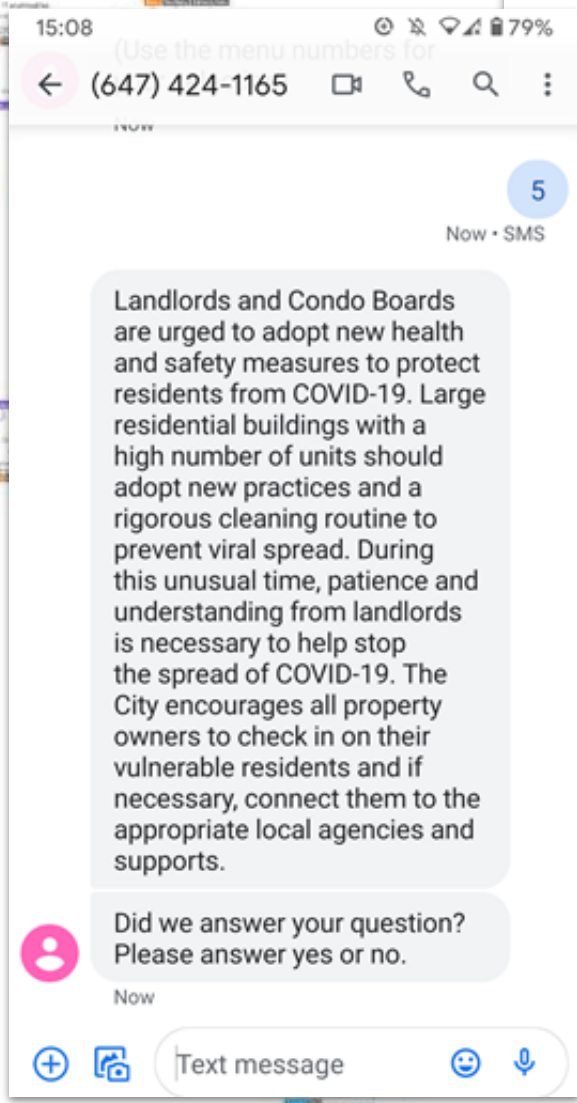 15:08
79%
(Use the menu numbers for
(647) 424-1165
Now
5
Now • SMS
Landlords and Condo Boards
are urged to adopt new health
and safety measures to protect
residents from COVID-19. Large
residential buildings with a
high number of units should
adopt new practices and a
rigorous cleaning routine to
prevent viral spread. During
this unusual time, patience and
understanding from landlords
is necessary to help stop
the spread of COVID-19. The
City encourages all property
owners to check in on their
vulnerable residents and if
necessary, connect them to the
appropriate local agencies and
supports.
Did we answer your question?
Please answer yes or no.
Now
Text message